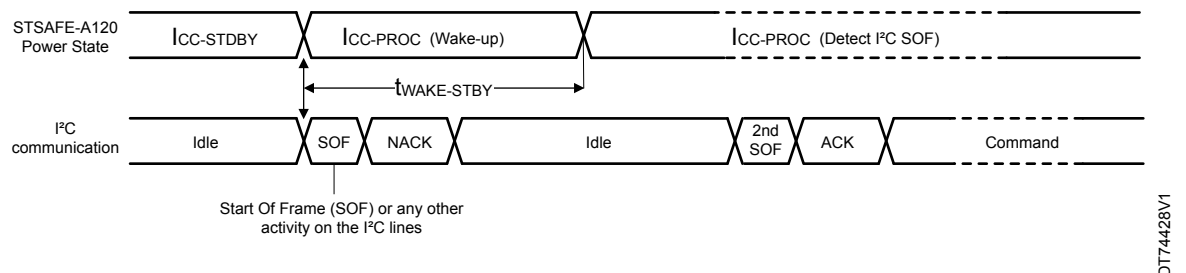 STSAFE-A120
Power State
ICC-STDBY
ICC-PROC (Wake-up)
ICC-PROC (Detect I²C SOF)
tWAKE-STBY
I²C
communication
Idle
SOF
NACK
Idle
2nd
SOF
ACK
Command
Start Of Frame (SOF) or any other
activity on the I²C lines
DT74428V1